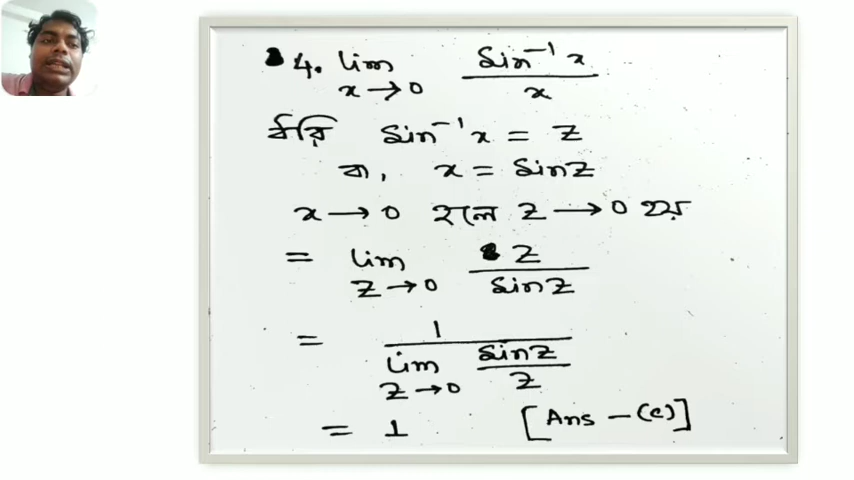 4. lim x→0 sin⁻¹x / x
ধরি sin⁻¹x = z
বা, x = sinz
x → 0 হলে z → 0 হয়
= lim z→0 z / sinz
= 1 / lim z→0 sinz / z
= 1 [Ans - (c)]